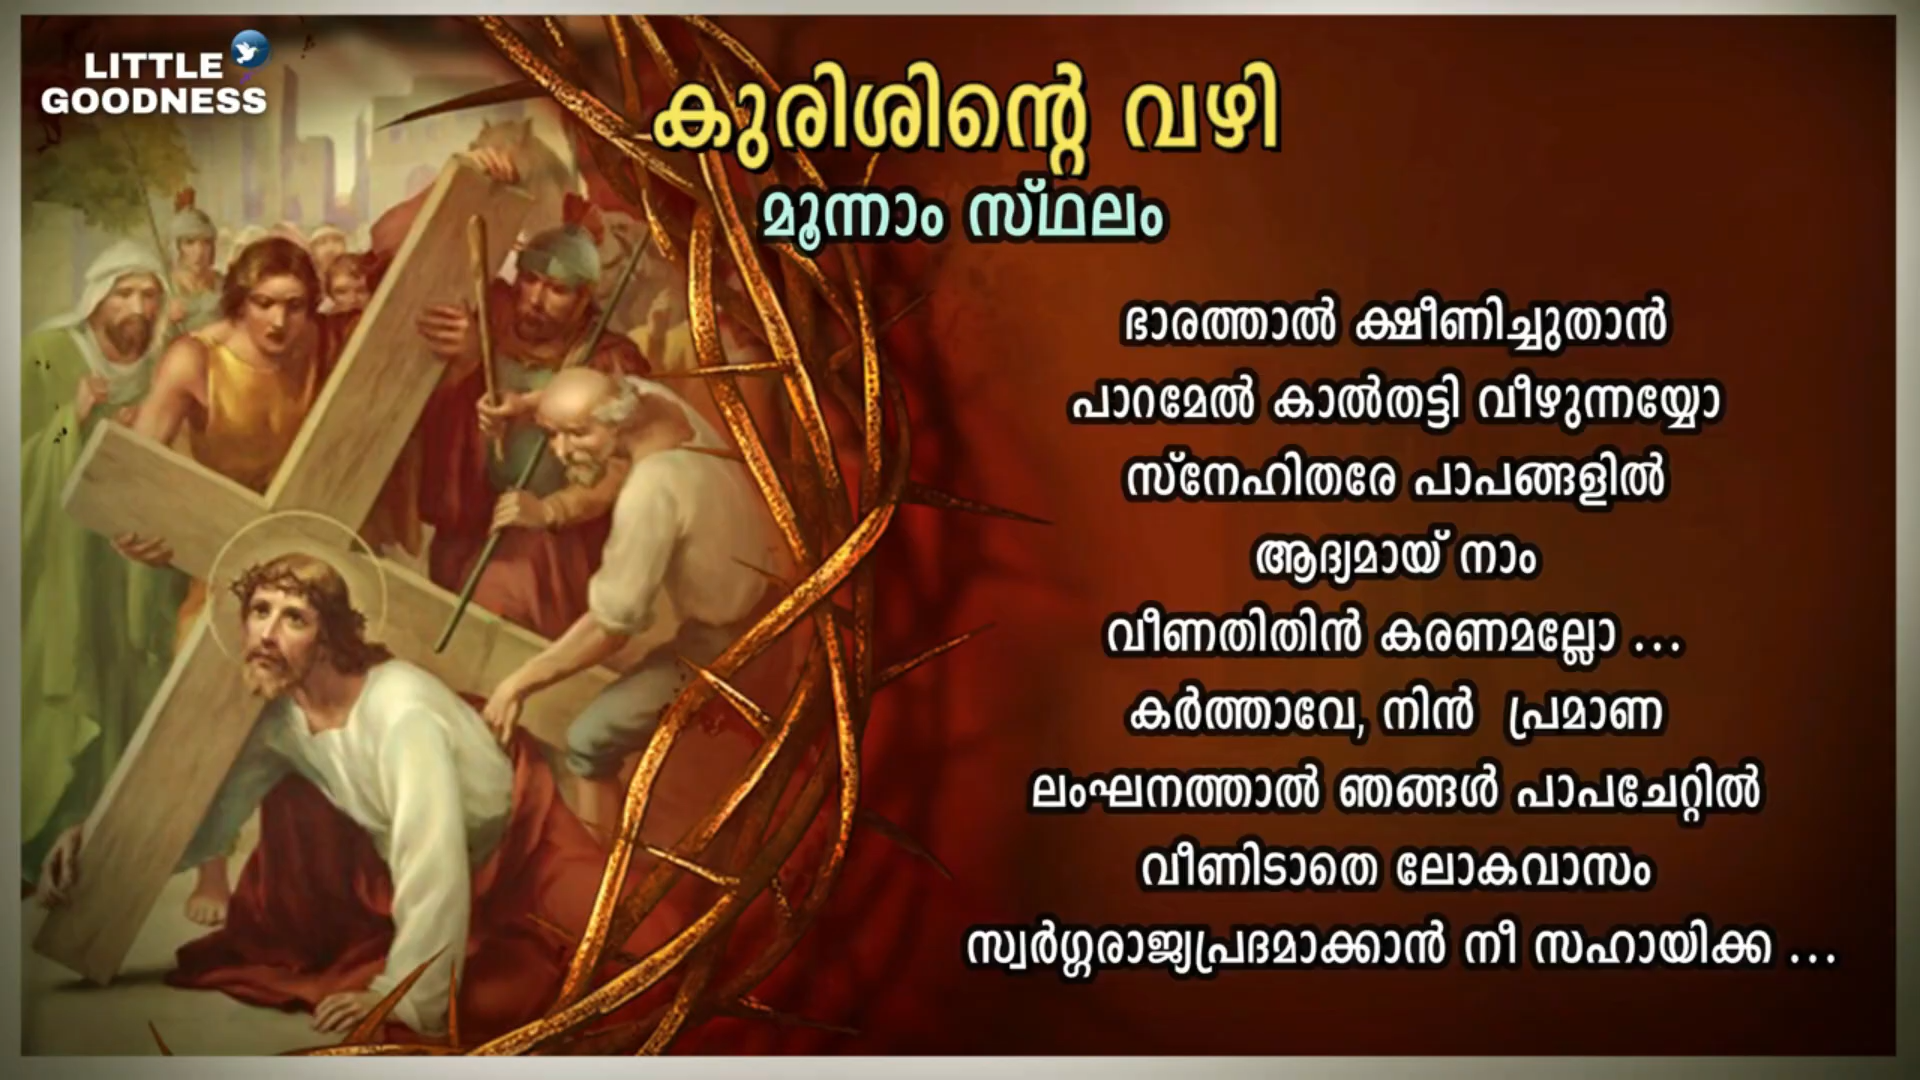 LITTLE
GOODNESS
കുരിശിന്റെ വഴി
മൂന്നാം സ്ഥലം
ഭാരത്താൽ ക്ഷീണിച്ചുതാൻ
പാറമേൽ കാൽതട്ടി വീഴുന്നയ്യോ
സ്നേഹിതരേ പാപങ്ങളിൽ
ആദ്യമായ് നാം
വീണതിതിൻ കരണമല്ലോ ...
കർത്താവേ, നിൻ പ്രമാണ
ലംഘനത്താൽ ഞങ്ങൾ പാപചേറ്റിൽ
വീണിടാതെ ലോകവാസം
സ്വർഗ്ഗരാജ്യപ്രദമാക്കാൻ നീ സഹായിക്ക ...